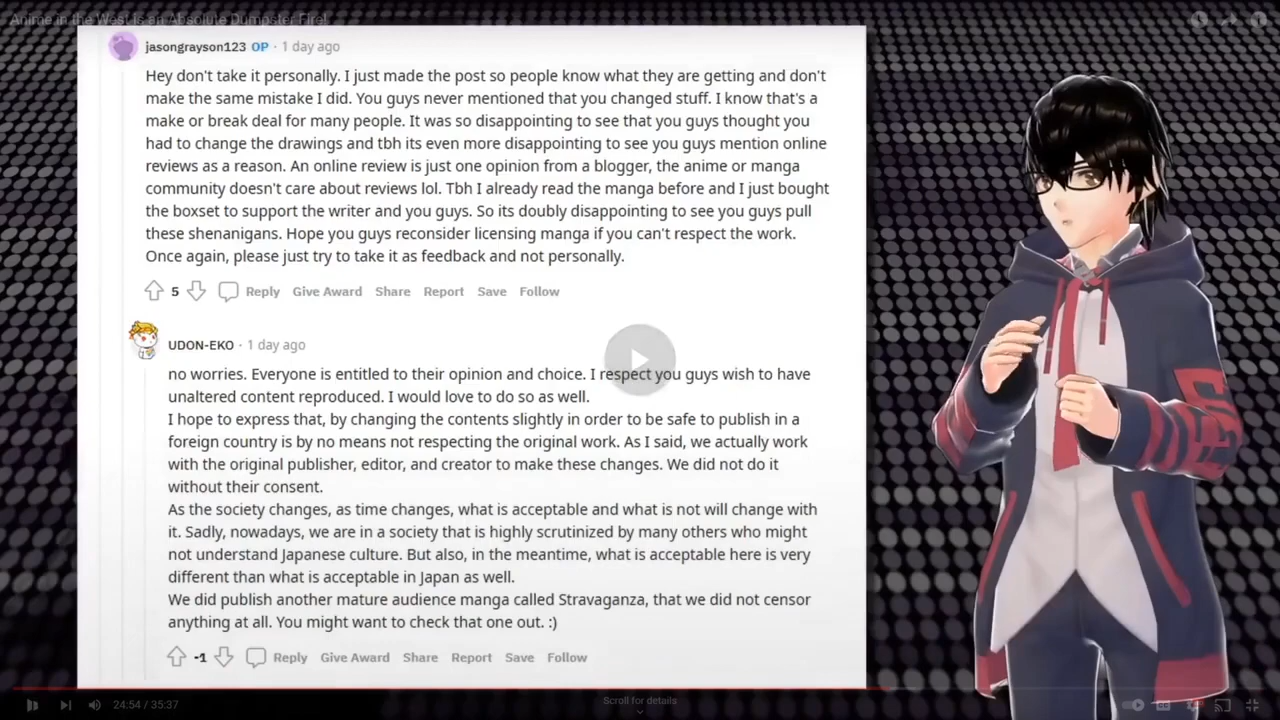 Anime in the West is an Absolute Dumpster Fire!
jasongrayson123 OP · 1 day ago
Hey don't take it personally. I just made the post so people know what they are getting and don't
make the same mistake I did. You guys never mentioned that you changed stuff. I know that's a
make or break deal for many people. It was so disappointing to see that you guys thought you
had to change the drawings and tbh its even more disappointing to see you guys mention online
reviews as a reason. An online review is just one opinion from a blogger, the anime or manga
community doesn't care about reviews lol. Tbh I already read the manga before and I just bought
the boxset to support the writer and you guys. So its doubly disappointing to see you guys pull
these shenanigans. Hope you guys reconsider licensing manga if you can't respect the work.
Once again, please just try to take it as feedback and not personally.
5 Reply Give Award Share Report Save Follow
UDON-EKO · 1 day ago
no worries. Everyone is entitled to their opinion and choice. I respect you guys wish to have
unaltered content reproduced. I would love to do so as well.
I hope to express that, by changing the contents slightly in order to be safe to publish in a
foreign country is by no means not respecting the original work. As I said, we actually work
with the original publisher, editor, and creator to make these changes. We did not do it
without their consent.
As the society changes, as time changes, what is acceptable and what is not will change with
it. Sadly, nowadays, we are in a society that is highly scrutinized by many others who might
not understand Japanese culture. But also, in the meantime, what is acceptable here is very
different than what is acceptable in Japan as well.
We did publish another mature audience manga called Stravaganza, that we did not censor
anything at all. You might want to check that one out. :)
-1 Reply Give Award Share Report Save Follow
24:54 / 35:37
Scroll for details